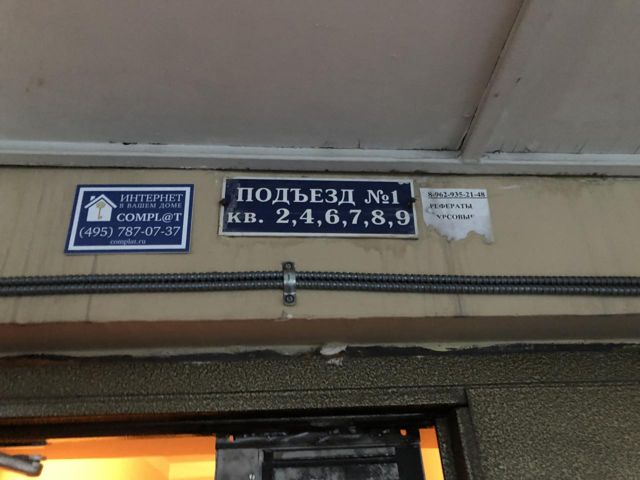 ИНТЕРНЕТ
В ВАШЕМ ДОМЕ
COMPL@T
(495) 787-07-37
complat.ru
ПОДЪЕЗД №1
кв. 2,4,6,7,8,9
8-962-935-21-48
РЕФЕРАТЫ
УРСОВЫЕ